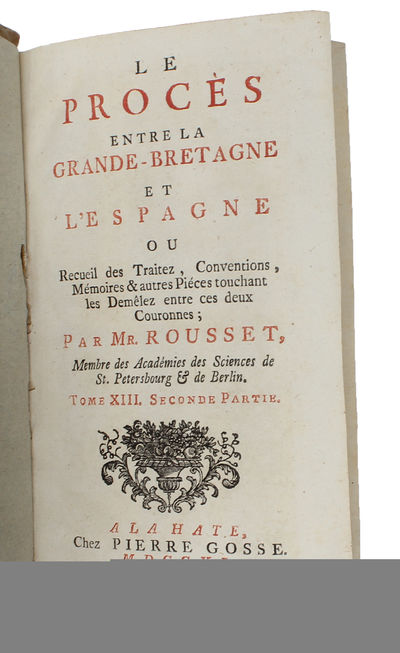 LE
PROCÈS
ENTRE LA
GRANDE-BRETAGNE
ET
L'ESPAGNE
OU
Recueil des Traitez, Conventions,
Mémoires & autres Piéces touchant
les Demêlez entre ces deux
Couronnes;
PAR MR. ROUSSET,
Membre des Académies des Sciences de
St. Petersbourg & de Berlin.
TOME XIII. SECONDE PARTIE.
A LA HAYE,
Chez PIERRE GOSSE.